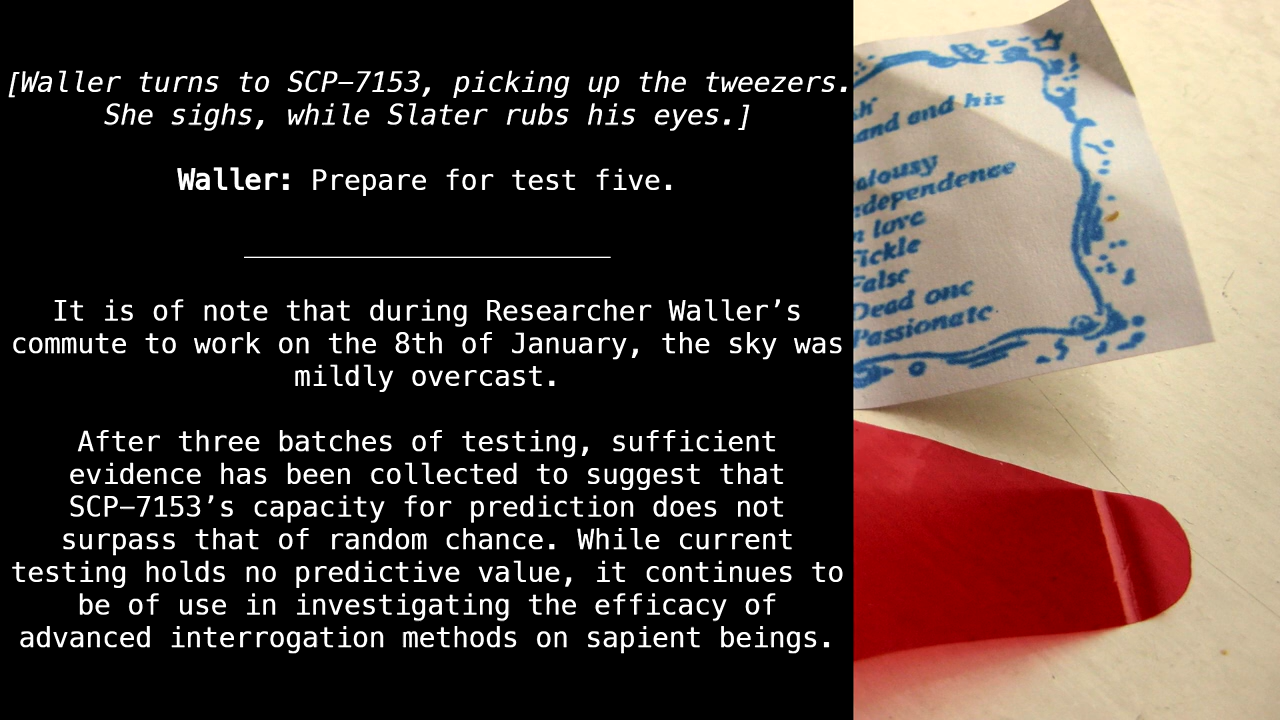 [Waller turns to SCP–7153, picking up the tweezers.
She sighs, while Slater rubs his eyes.]
Waller: Prepare for test five.
It is of note that during Researcher Waller’s
commute to work on the 8th of January, the sky was
mildly overcast.
After three batches of testing, sufficient
evidence has been collected to suggest that
SCP–7153’s capacity for prediction does not
surpass that of random chance. While current
testing holds no predictive value, it continues to
be of use in investigating the efficacy of
advanced interrogation methods on sapient beings.
and his
love
Dead one
Passionate